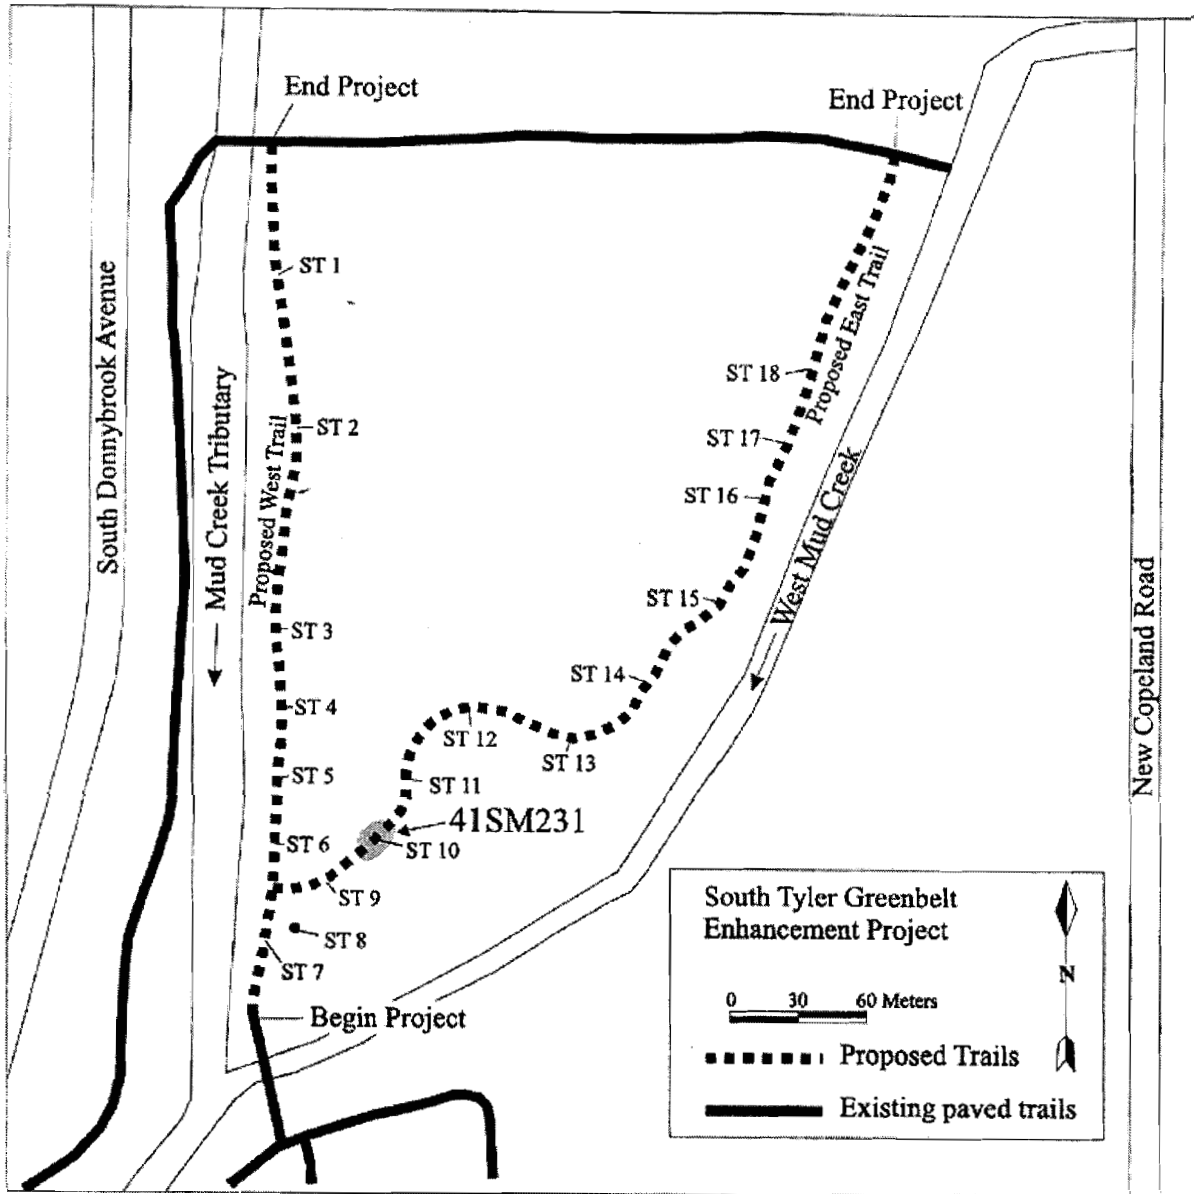 End Project
End Project
ST 1
South Donnybrook Avenue
Mud Creek Tributary
Proposed West Trail
ST 2
Proposed East Trail
ST 18
ST 17
ST 16
West Mud Creek
ST 15
ST 3
ST 14
ST 4
ST 12
ST 13
New Copeland Road
ST 5
ST 11
41SM231
ST 6
ST 10
ST 9
ST 8
ST 7
Begin Project
South Tyler Greenbelt
Enhancement Project
N
0 30 60 Meters
Proposed Trails
Existing paved trails